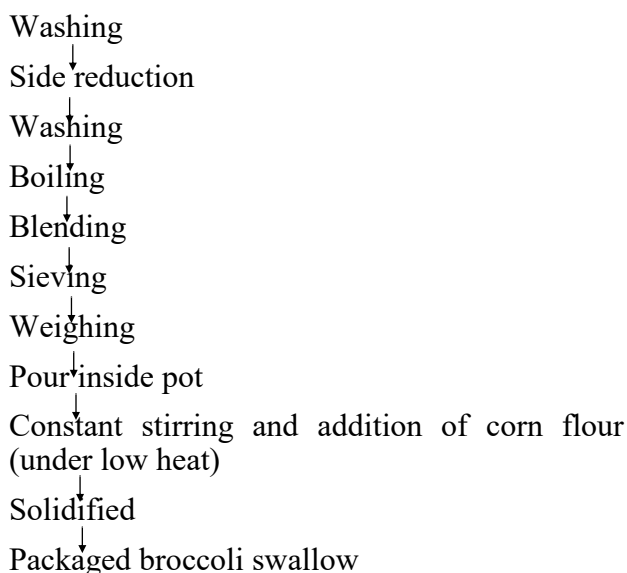 Washing
Side reduction
Washing
Boiling
Blending
Sieving
Weighing
Pour inside pot
Constant stirring and addition of corn flour
(under low heat)
Solidified
Packaged broccoli swallow